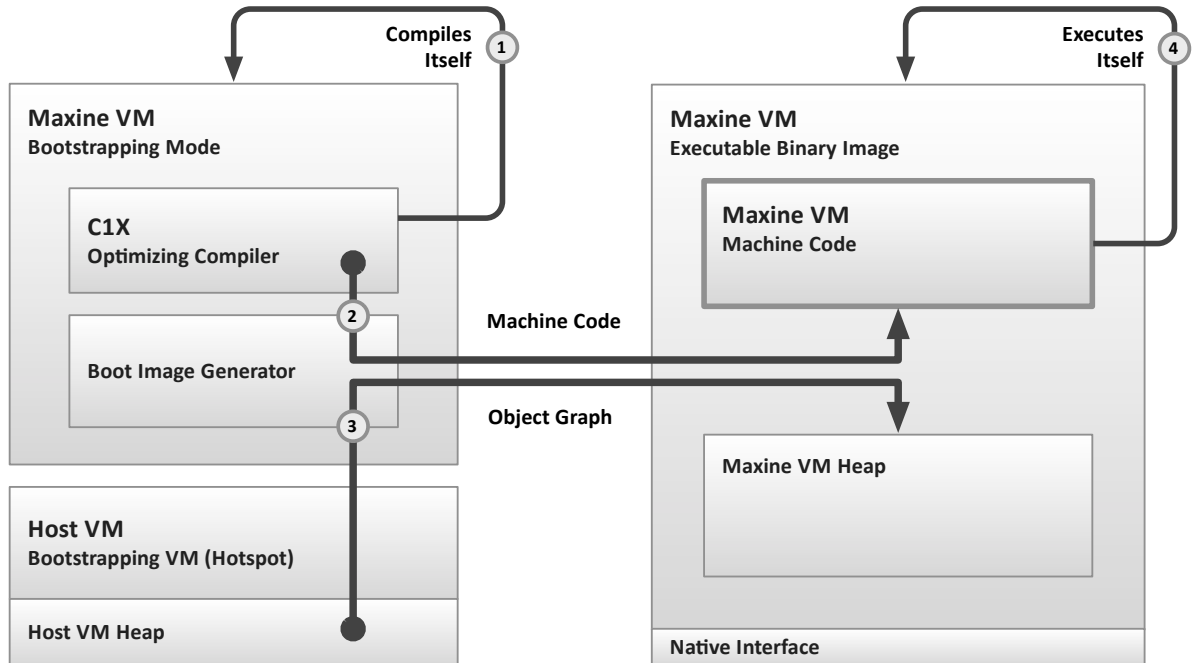 Compiles
Itself
1
Maxine VM
Bootstrapping Mode
C1X
Optimizing Compiler
2
Boot Image Generator
3
Host VM
Bootstrapping VM (Hotspot)
Host VM Heap
Machine Code
Object Graph
Executes
Itself
4
Maxine VM
Executable Binary Image
Maxine VM
Machine Code
Maxine VM Heap
Native Interface